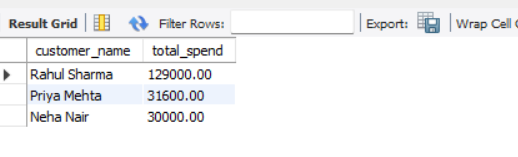 Result Grid Filter Rows: Export: Wrap Cell
customer_name total_spend
Rahul Sharma 129000.00
Priya Mehta 31600.00
Neha Nair 30000.00